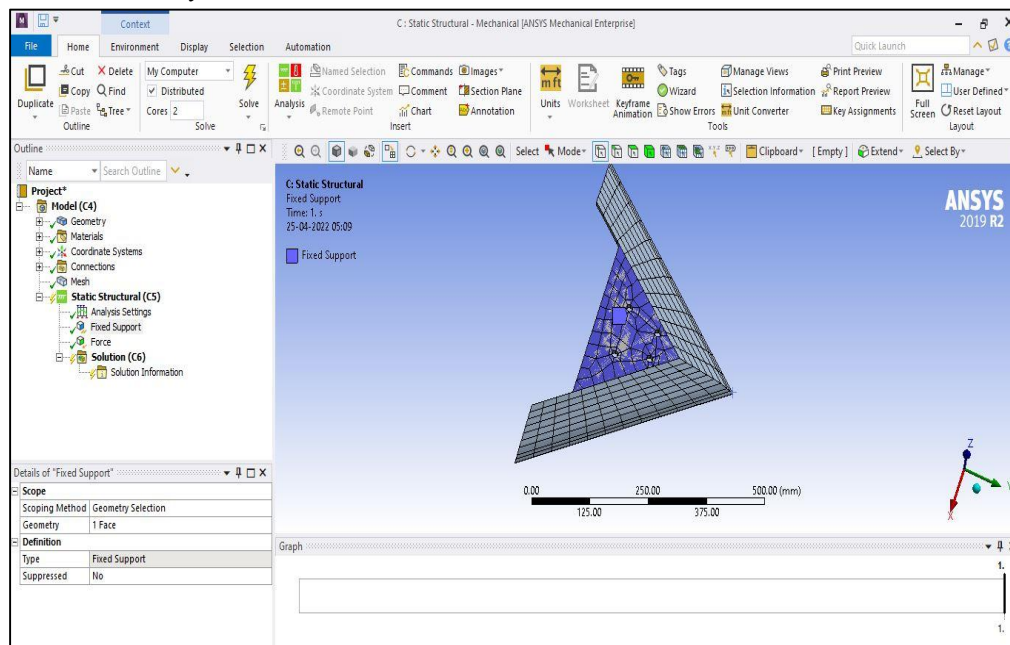 Context
C : Static Structural - Mechanical [ANSYS Mechanical Enterprise]
File Home Environment Display Selection Automation Quick Launch
Duplicate Cut Delete My Computer Solve Analysis Named Selection Commands Images Section Plane Units Worksheet Keyframe Animation Tags Manage Views Print Preview Full Screen Manage
Copy Find Distributed Coordinate System Comment Wizard Selection Information Report Preview User Defined
Paste Tree Cores 2 Remote Point Chart Annotation Show Errors Unit Converter Key Assignments Reset Layout
Outline Solve Insert Tools Layout
Outline
Select Mode Clipboard [ Empty ] Extend Select By
Name Search Outline
Project*
Model (C4)
Geometry
Materials
Coordinate Systems
Connections
Mesh
Static Structural (C5)
Analysis Settings
Fixed Support
Force
Solution (C6)
Solution Information
C: Static Structural
Fixed Support
Time: 1. s
25-04-2022 05:09
Fixed Support
ANSYS
2019 R2
0.00 250.00 500.00 (mm)
125.00 375.00
Z
X
Details of "Fixed Support"
Scope
Scoping Method Geometry Selection
Geometry 1 Face
Definition
Type Fixed Support
Suppressed No
Graph
1.
1.